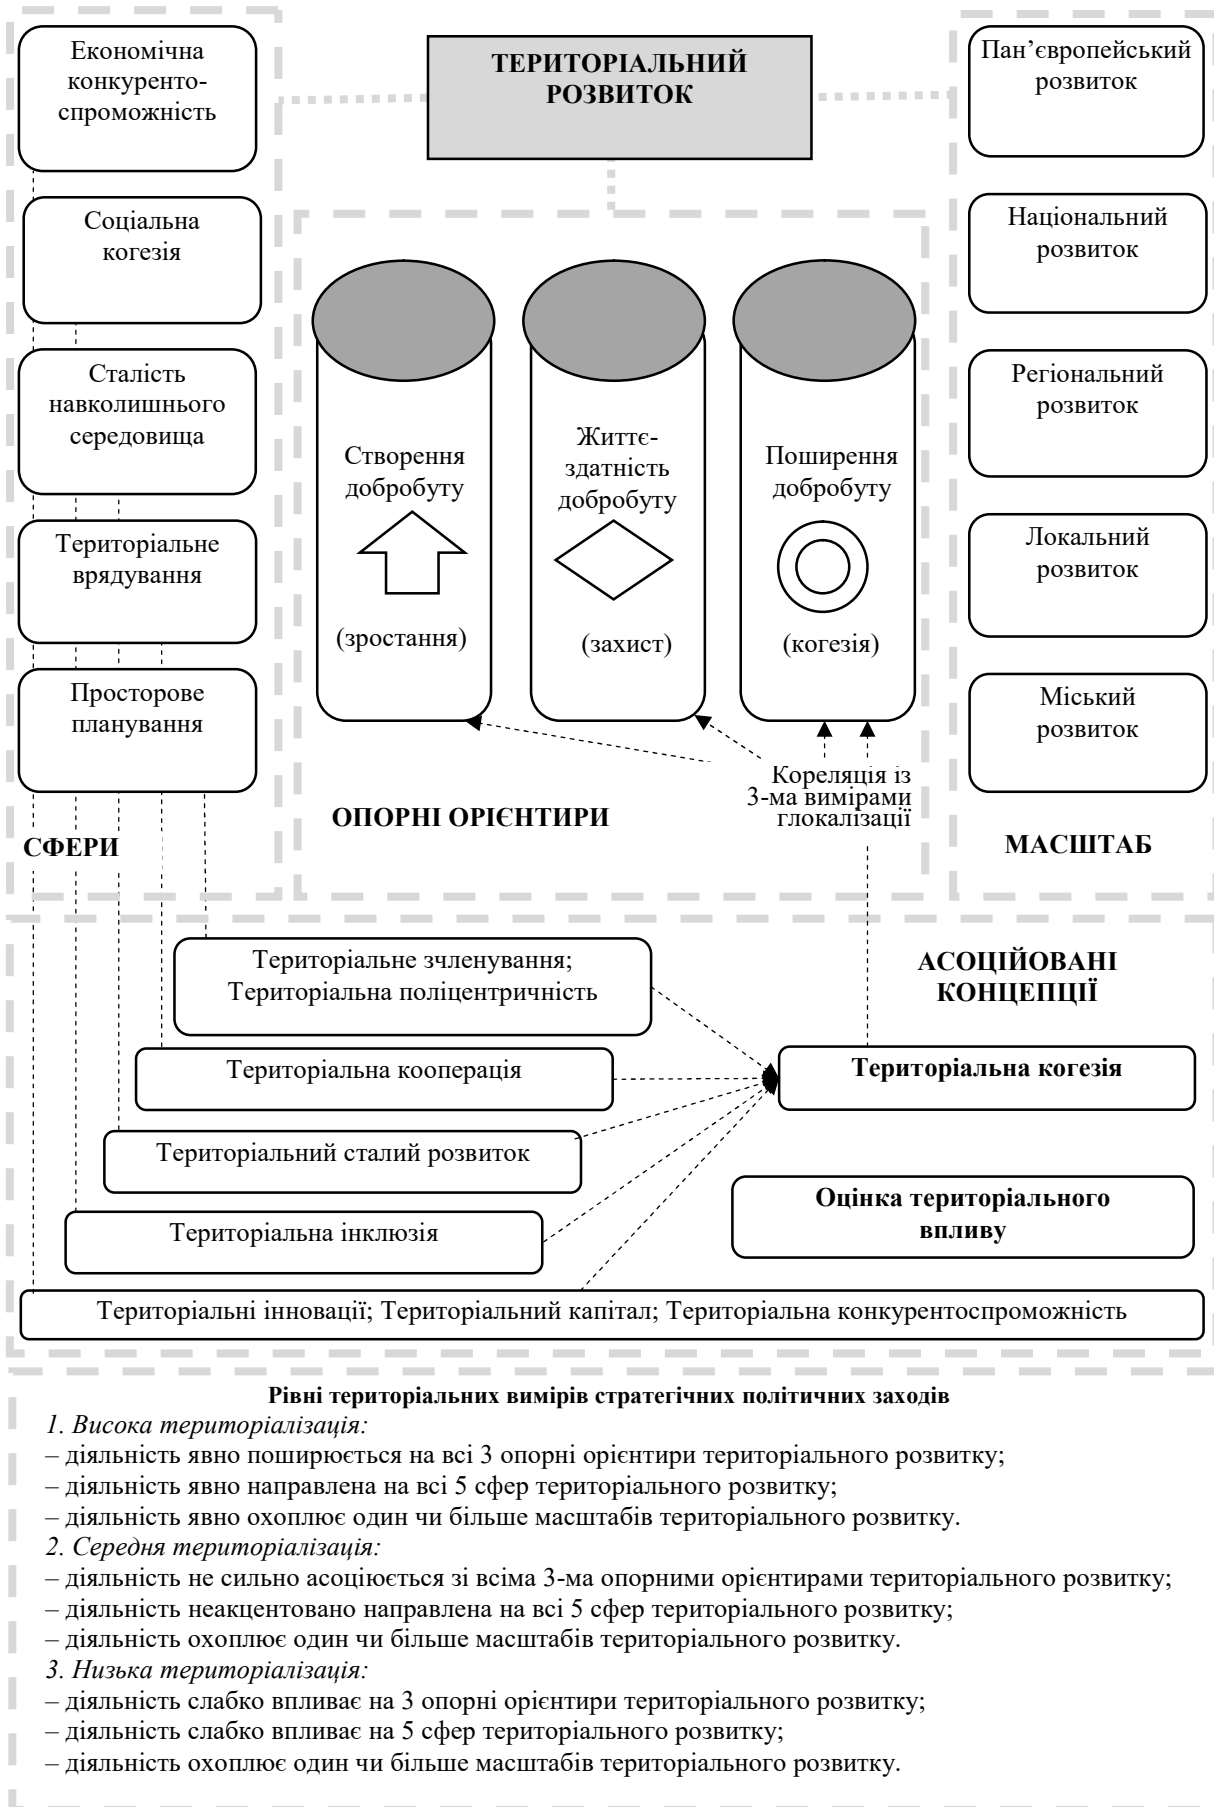 ТЕРИТОРІАЛЬНИЙ
РОЗВИТОК
Економічна
конкуренто-
спроможність
Соціальна
когезія
Сталість
навколишнього
середовища
Територіальне
врядування
Просторове
планування
СФЕРИ
Створення
добробуту
(зростання)
Життє-
здатність
добробуту
(захист)
Поширення
добробуту
(когезія)
Кореляція із
3-ма вимірами
глокалізації
ОПОРНІ ОРІЄНТИРИ
Пан’європейський
розвиток
Національний
розвиток
Регіональний
розвиток
Локальний
розвиток
Міський
розвиток
МАСШТАБ
АСОЦІЙОВАНІ
КОНЦЕПЦІЇ
Територіальне зчленування;
Територіальна поліцентричність
Територіальна кооперація
Територіальний сталий розвиток
Територіальна інклюзія
Територіальна когезія
Оцінка територіального
впливу
Територіальні інновації; Територіальний капітал; Територіальна конкурентоспроможність
Рівні територіальних вимірів стратегічних політичних заходів
1. Висока територіалізація:
– діяльність явно поширюється на всі 3 опорні орієнтири територіального розвитку;
– діяльність явно направлена на всі 5 сфер територіального розвитку;
– діяльність явно охоплює один чи більше масштабів територіального розвитку.
2. Середня територіалізація:
– діяльність не сильно асоціюється зі всіма 3-ма опорними орієнтирами територіального розвитку;
– діяльність неакцентовано направлена на всі 5 сфер територіального розвитку;
– діяльність охоплює один чи більше масштабів територіального розвитку.
3. Низька територіалізація:
– діяльність слабко впливає на 3 опорні орієнтири територіального розвитку;
– діяльність слабко впливає на 5 сфер територіального розвитку;
– діяльність охоплює один чи більше масштабів територіального розвитку.